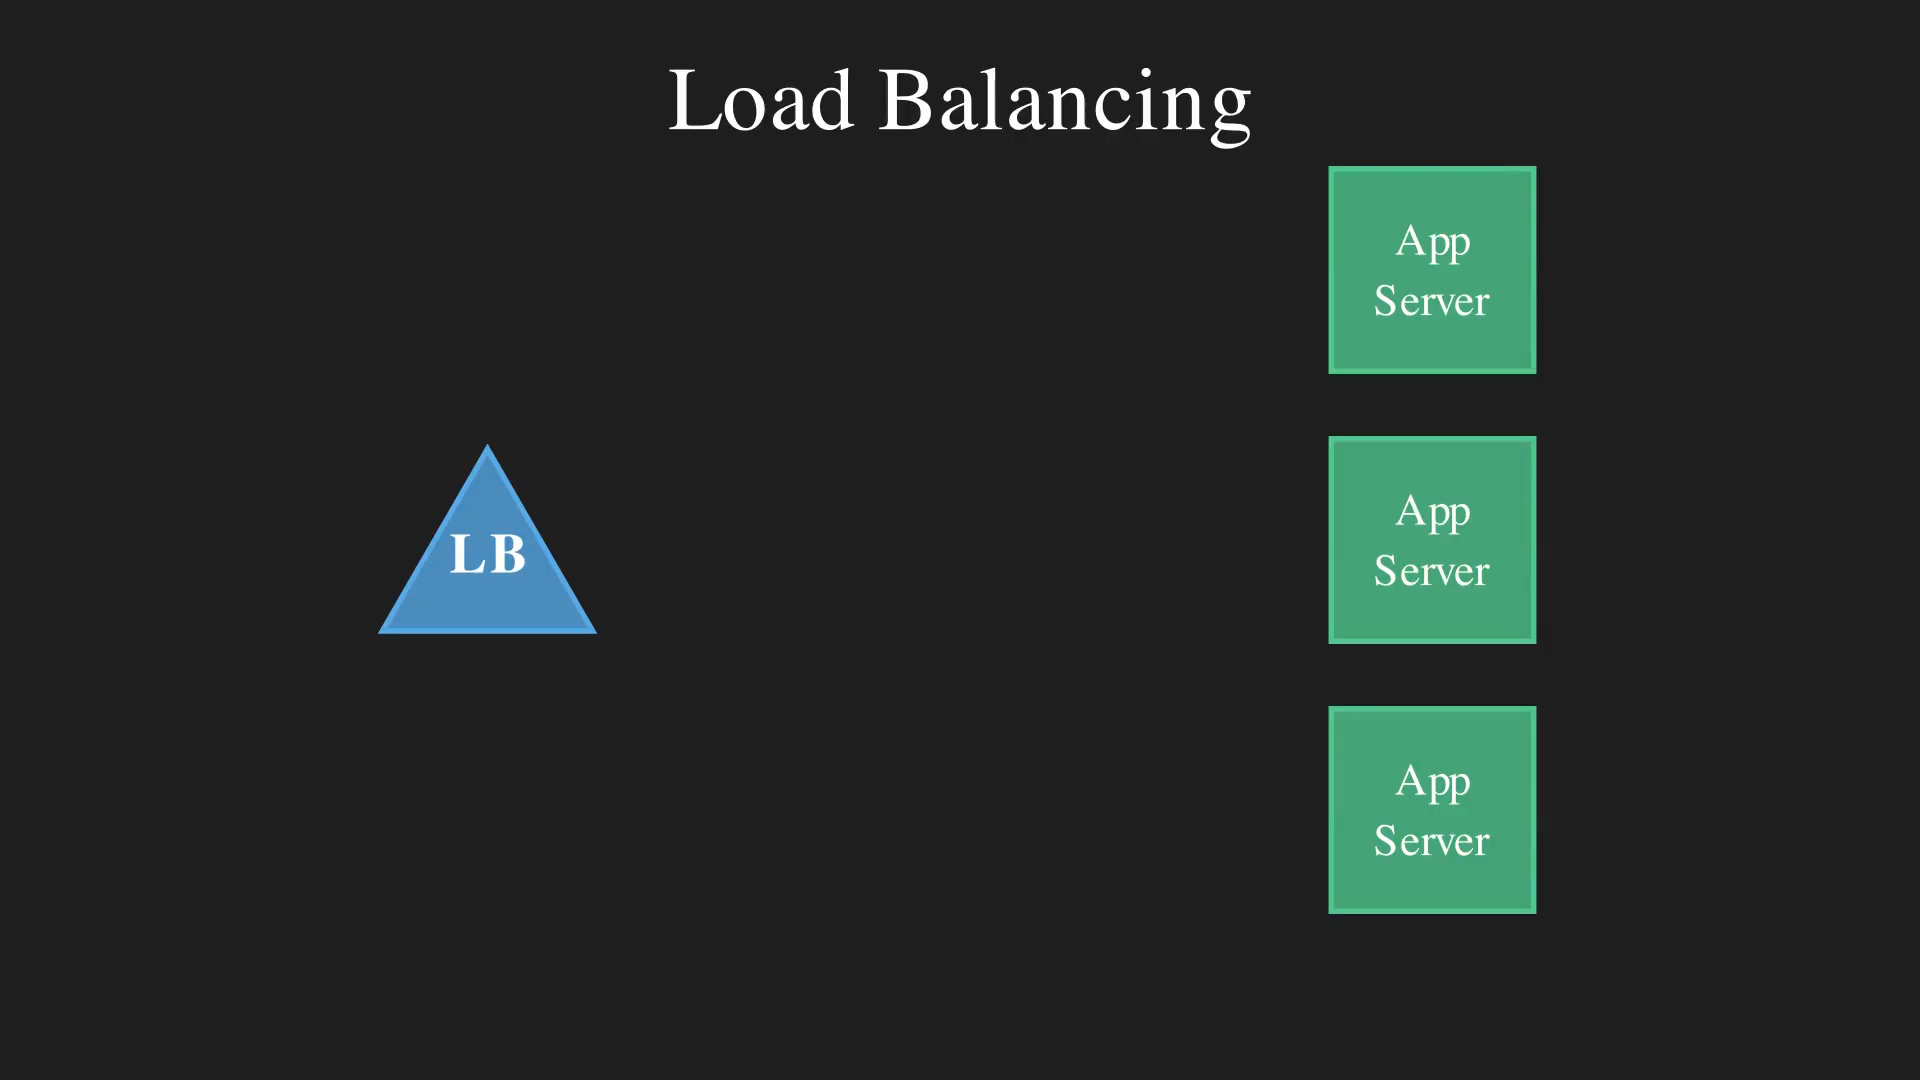 Load Balancing
App
Server
LB
App
Server
App
Server